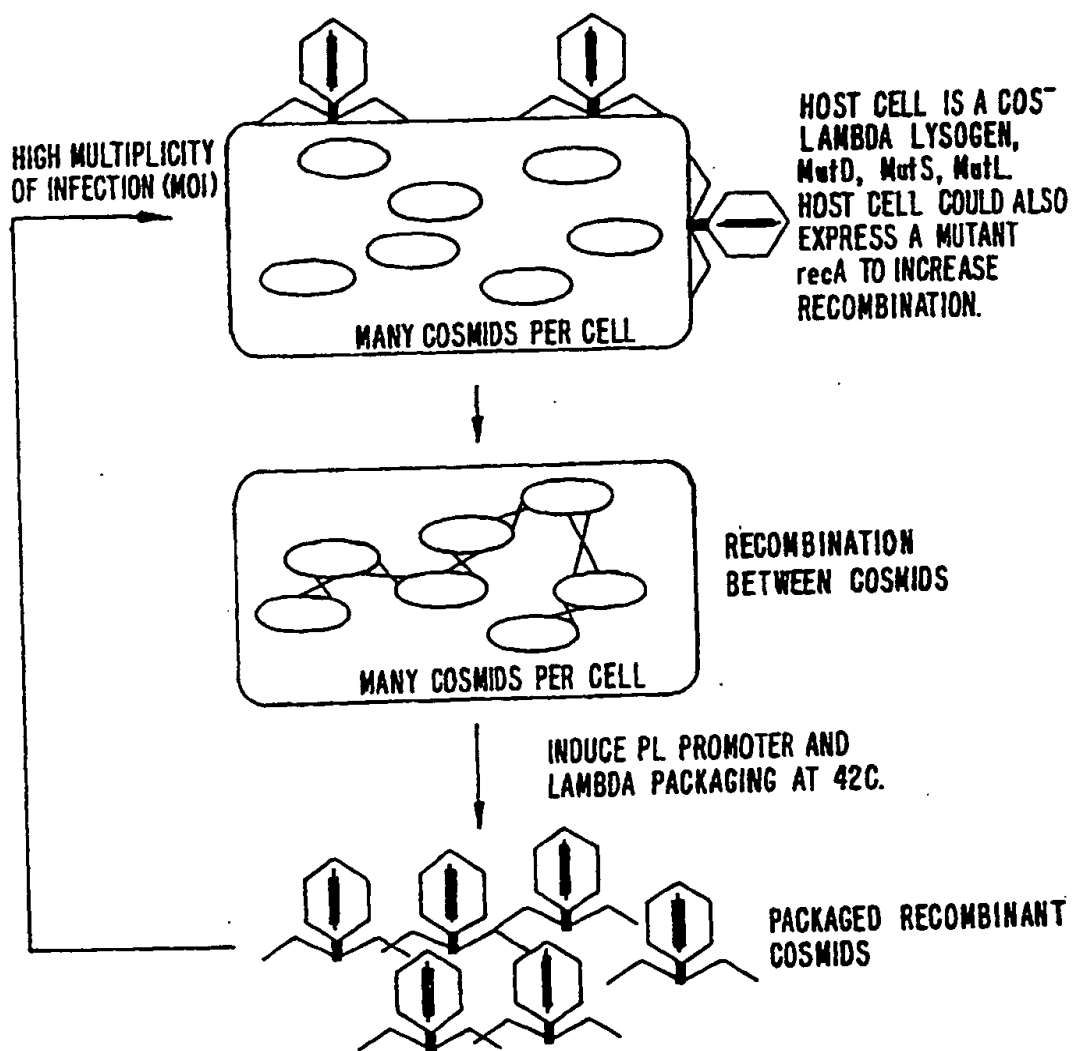 HIGH MULTIPLICITY
OF INFECTION (MOI)
MANY COSMIDS PER CELL
HOST CELL IS A COS⁻
LAMBDA LYSOGEN,
MutD, MutS, MutL.
HOST CELL COULD ALSO
EXPRESS A MUTANT
recA TO INCREASE
RECOMBINATION.
RECOMBINATION
BETWEEN COSMIDS
MANY COSMIDS PER CELL
INDUCE PL PROMOTER AND
LAMBDA PACKAGING AT 42C.
PACKAGED RECOMBINANT
COSMIDS